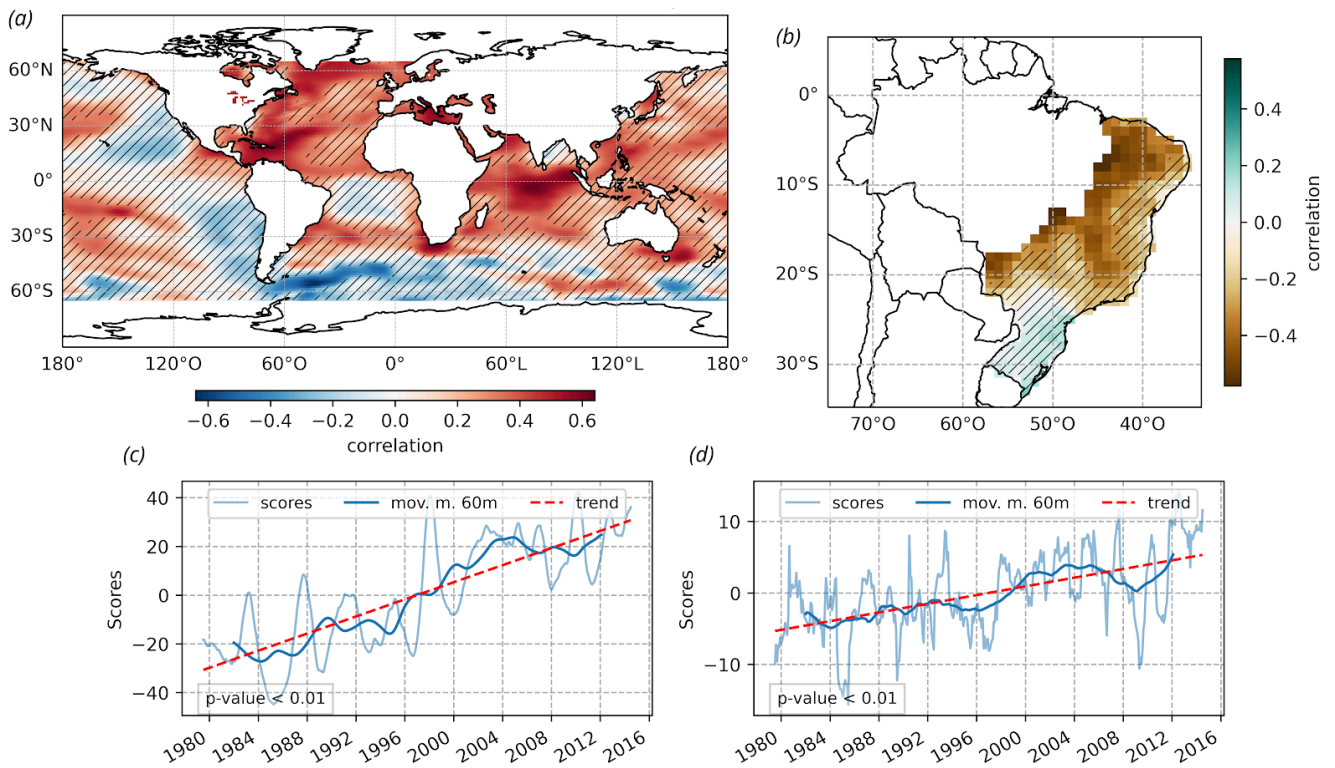 (a)
60°N
30°N
0°
30°S
60°S
180° 120°O 60°O 0° 60°L 120°L 180°
−0.6 −0.4 −0.2 0.0 0.2 0.4 0.6
correlation
(b)
0°
10°S
20°S
30°S
70°O 60°O 50°O 40°O
0.4
0.2
0.0
−0.2
−0.4
correlation
(c)
scores mov. m. 60m trend
40
20
0
−20
−40
Scores
p-value < 0.01
1980 1984 1988 1992 1996 2000 2004 2008 2012 2016
(d)
scores mov. m. 60m trend
10
0
−10
Scores
p-value < 0.01
1980 1984 1988 1992 1996 2000 2004 2008 2012 2016